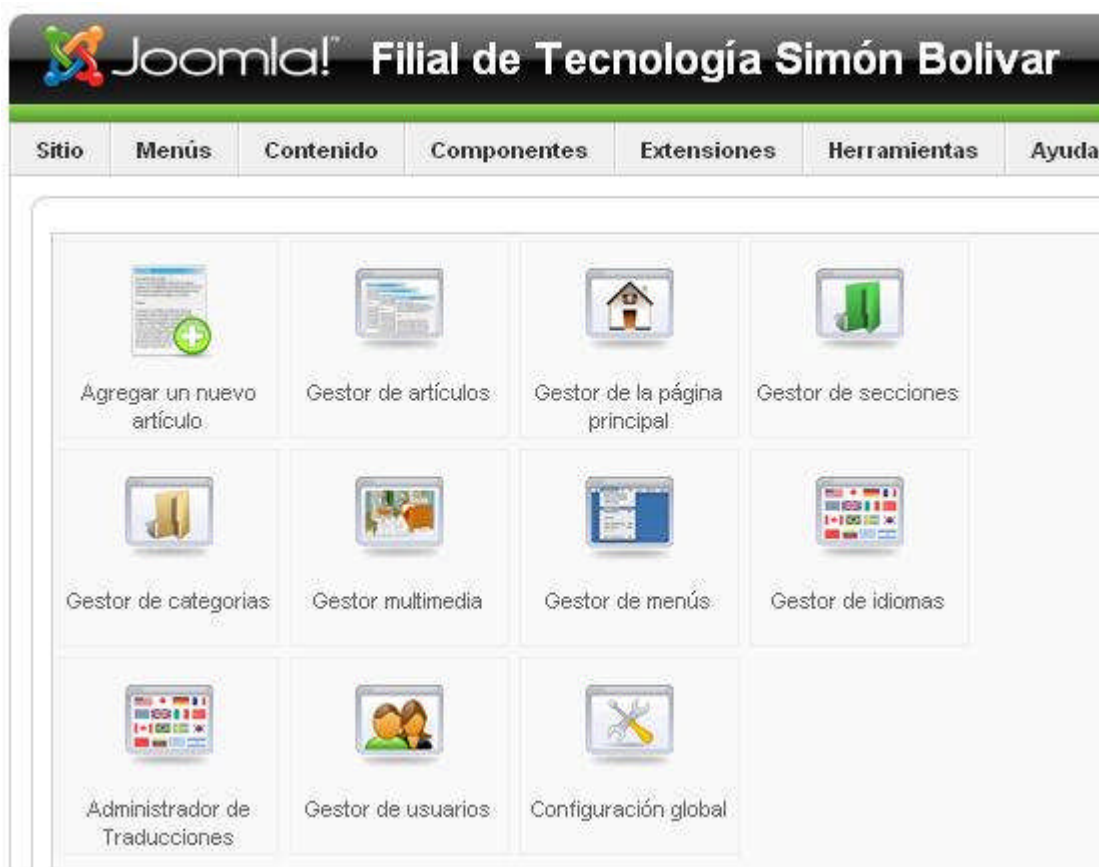 Joomla!™ Filial de Tecnología Simón Bolivar
Sitio Menús Contenido Componentes Extensiones Herramientas Ayuda
Agregar un nuevo artículo
Gestor de artículos
Gestor de la página principal
Gestor de secciones
Gestor de categorias
Gestor multimedia
Gestor de menús
Gestor de idiomas
Administrador de Traducciones
Gestor de usuarios
Configuración global